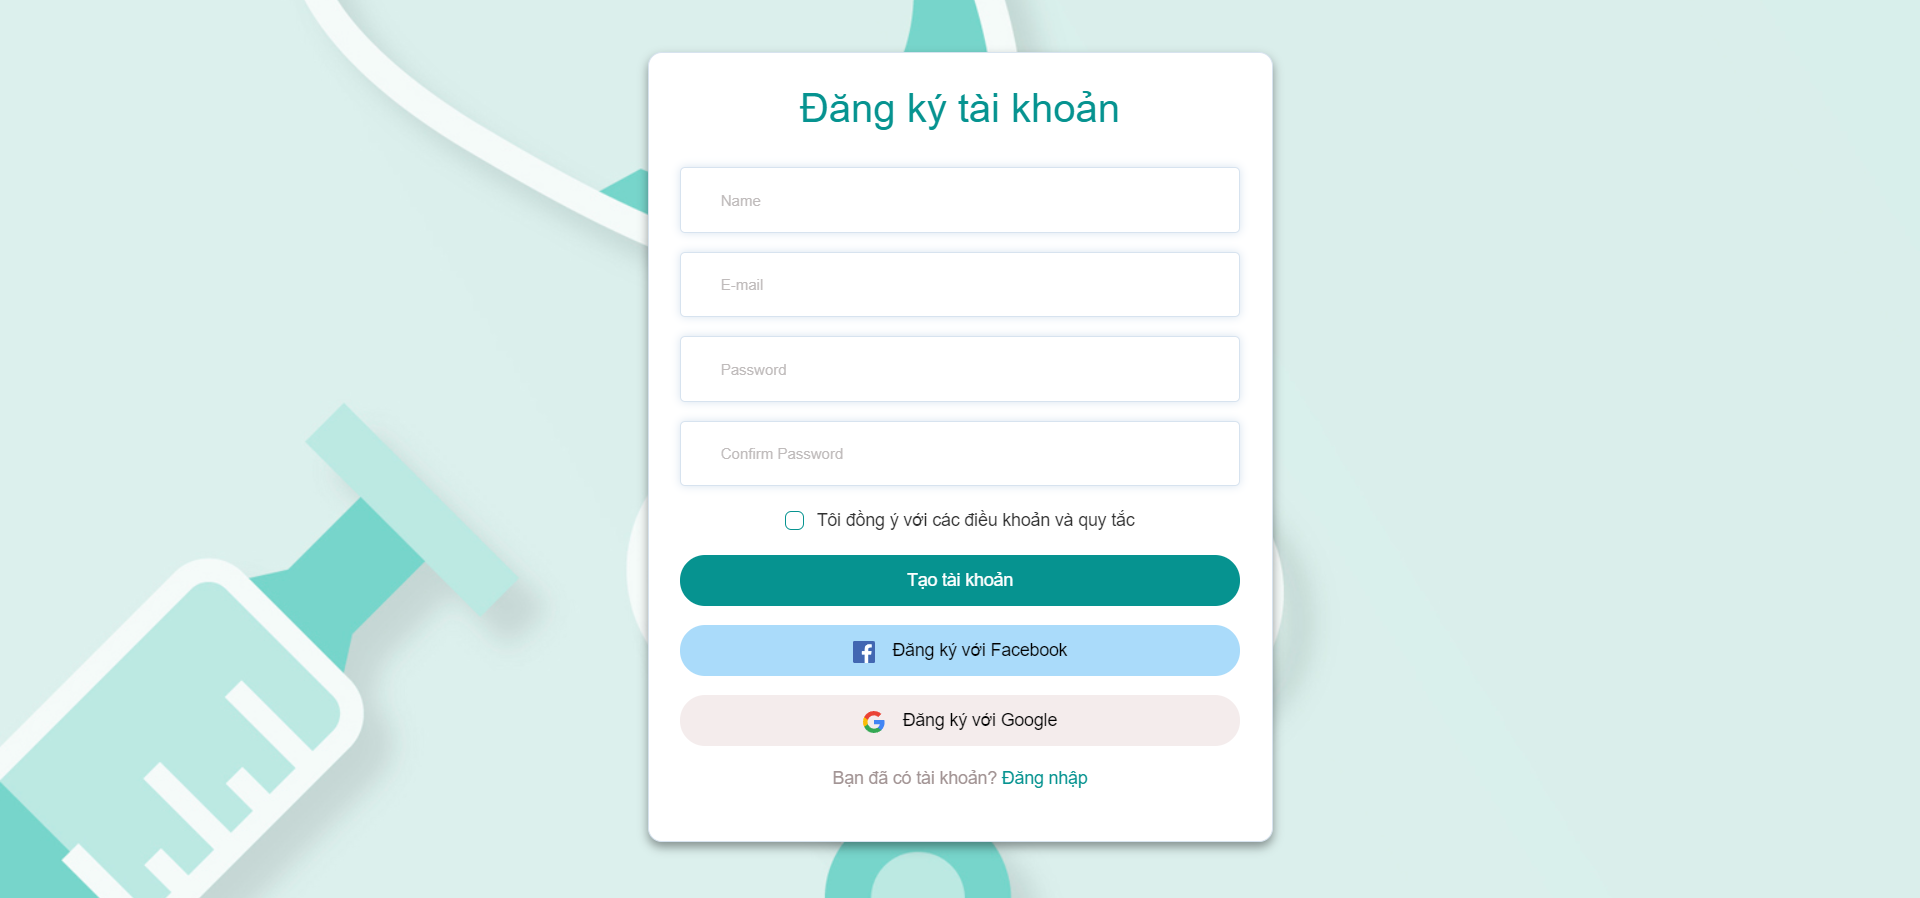 Đăng ký tài khoản
Name
E-mail
Password
Confirm Password
Tôi đồng ý với các điều khoản và quy tắc
Tạo tài khoản
Đăng ký với Facebook
Đăng ký với Google
Bạn đã có tài khoản? Đăng nhập